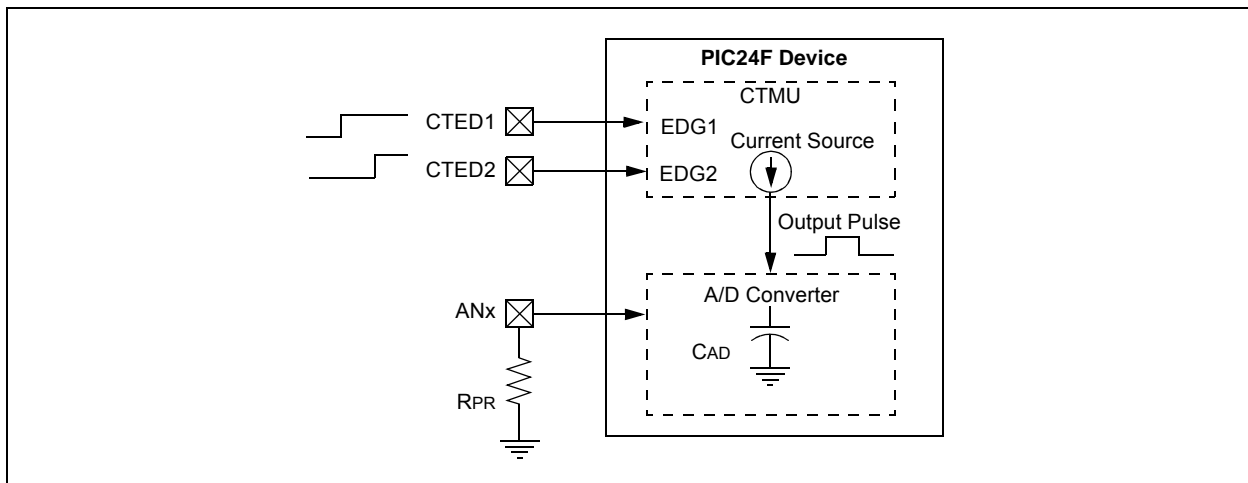 PIC24F Device
CTMU
CTED1
EDG1
Current Source
CTED2
EDG2
Output Pulse
A/D Converter
ANx
CAD
RPR